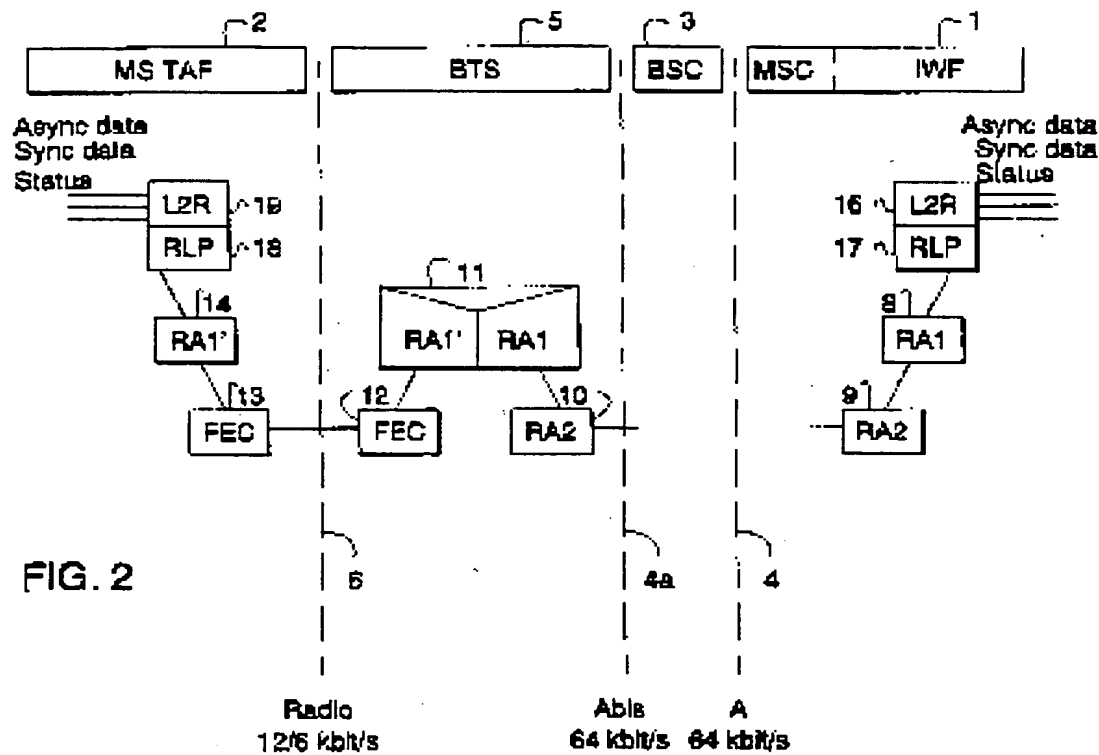 2 5 3 1
MS TAF BTS BSC MSC IWF
Async data
Sync data
Status
Async data
Sync data
Status
L2R 19
RLP 18
16 L2R
17 RLP
11
14
RA1'
RA1' RA1
8
RA1
13
FEC
12
FEC
10
RA2
9
RA2
FIG. 2
6 4a 4
Radio
12/6 kbit/s
Abis
64 kbit/s
A
64 kbit/s